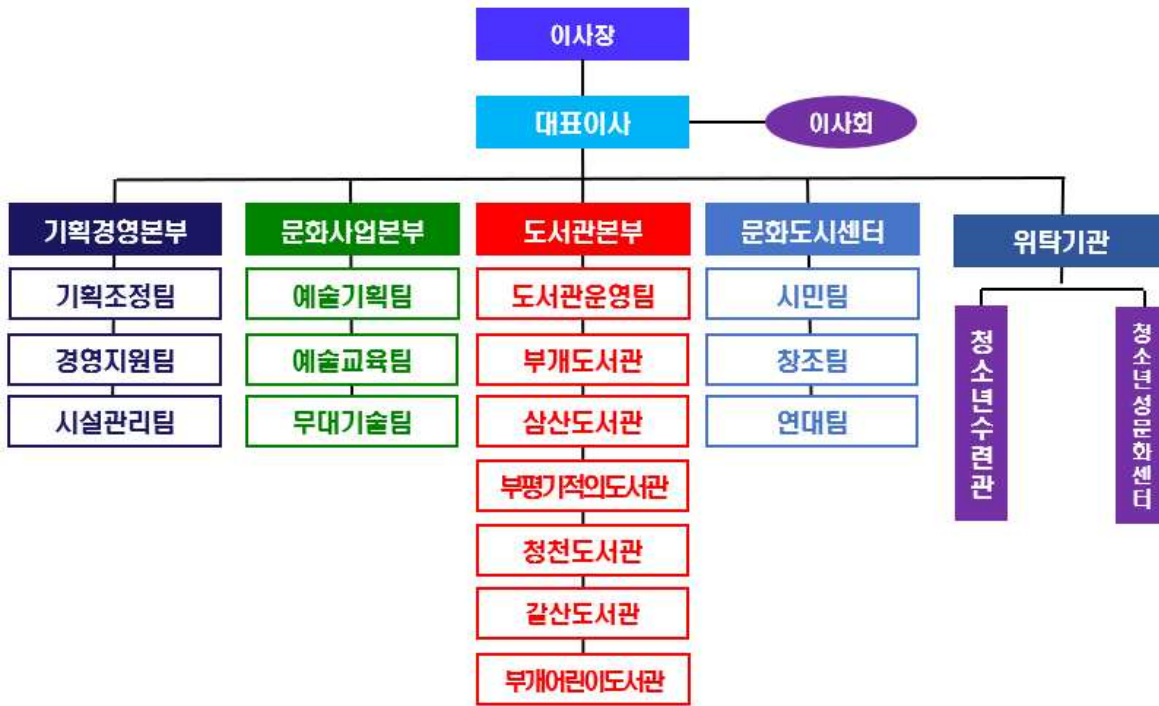 이사장
대표이사
이사회
기획경영본부
기획조정팀
경영지원팀
시설관리팀
문화사업본부
예술기획팀
예술교육팀
무대기술팀
도서관본부
도서관운영팀
부개도서관
삼산도서관
부평기적의도서관
청천도서관
갈산도서관
부개어린이도서관
문화도시센터
시민팀
창조팀
연대팀
위탁기관
청소년수련관
청소년성문화센터